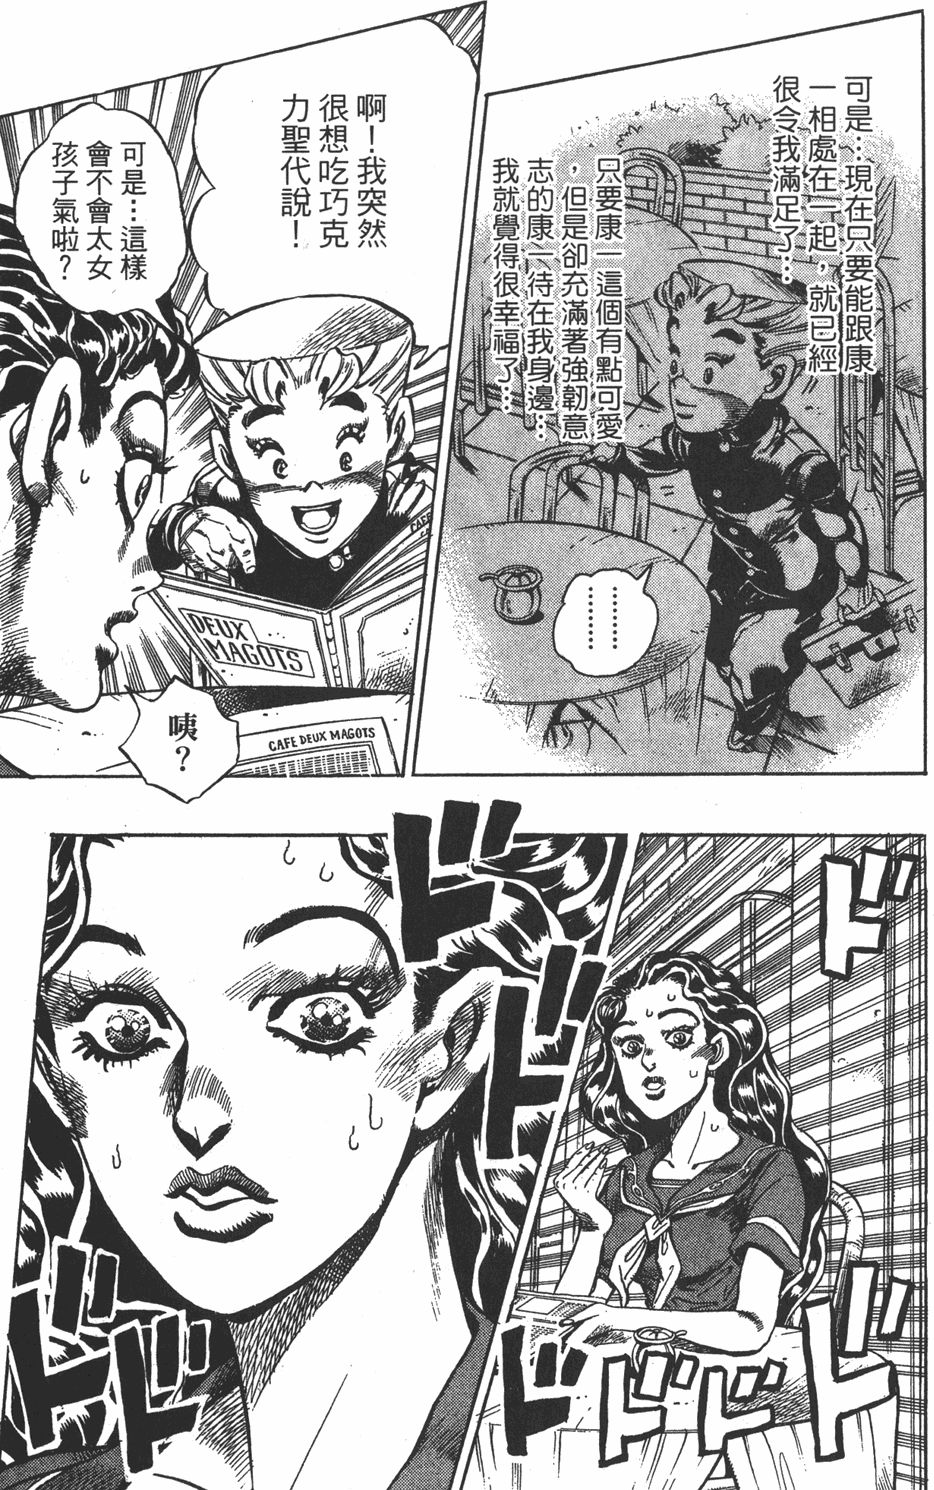 可是…現在只要能跟康
一相處在一起，就已經
很令我滿足了…
只要康一這個有點可愛
，但是卻充滿著強韌意
志的康一待在我身邊…
我就覺得很幸福了…
………
啊！我突然
很想吃巧克
力聖代說！
可是…這樣
會不會太女
孩子氣啦？
CAFE
DEUX
MAGOTS
咦？
CAFE DEUX MAGOTS
ド
ド
ド
ド
ド
ド
ド
ド
ド
ド